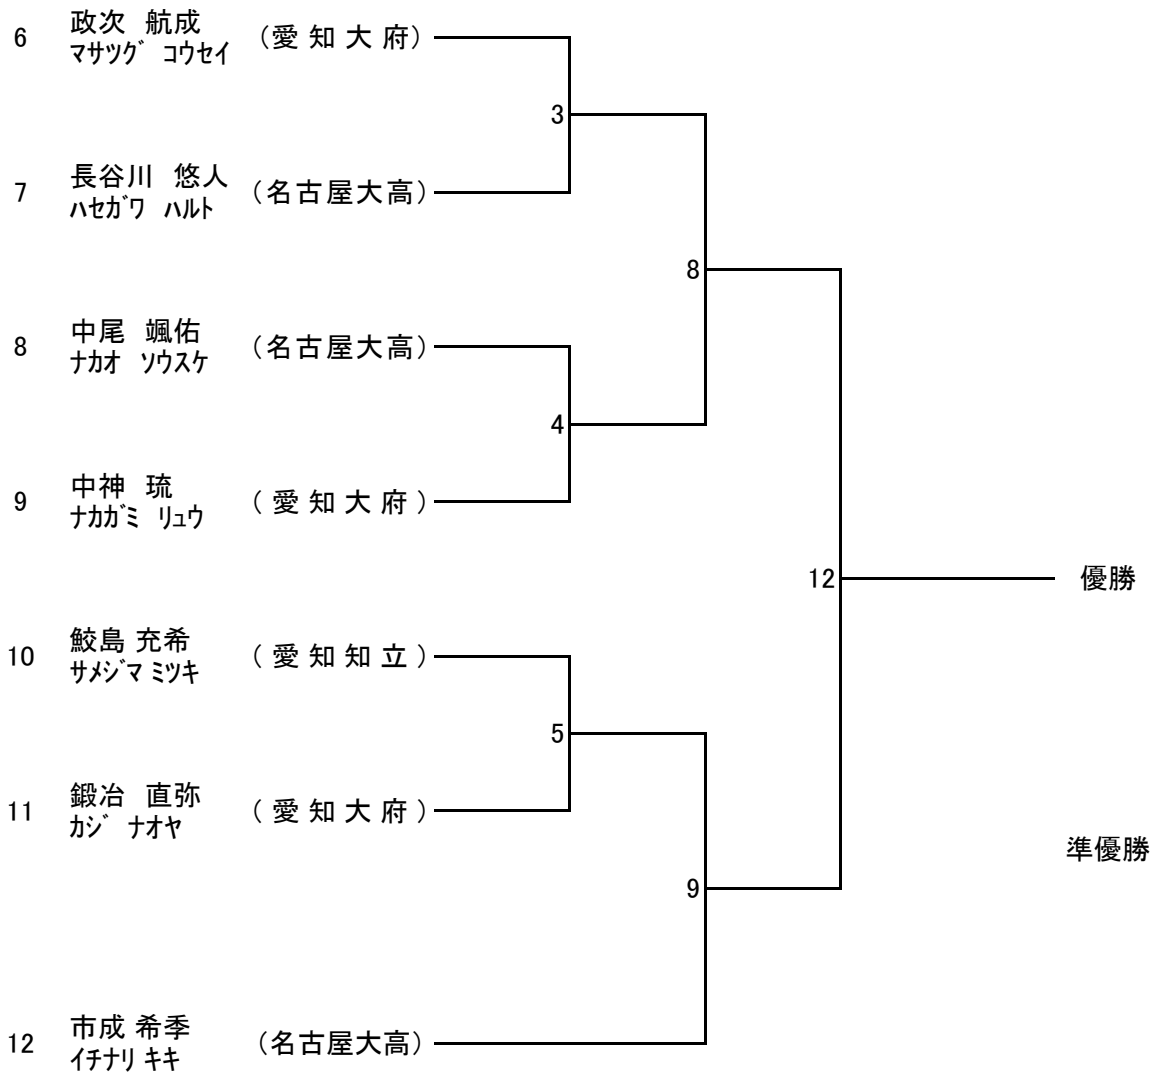 6 政次 航成 (愛 知 大 府)
マサツグ コウセイ
3
7 長谷川 悠人 (名古屋大高)
ハセガワ ハルト
8
8 中尾 颯佑 (名古屋大高)
ナカオ ソウスケ
4
9 中神 琉 ( 愛 知 大 府 )
ナカガミ リュウ
12 優勝
10 鮫島 充希 ( 愛 知 知 立 )
サメジマ ミツキ
5
11 鍛冶 直弥 ( 愛 知 大 府 )
カジ ナオヤ
準優勝
9
12 市成 希季 (名古屋大高)
イチナリ キキ